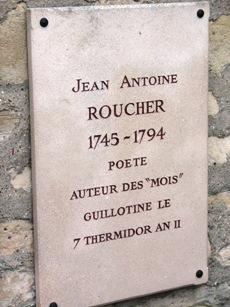 JEAN ANTOINE
ROUCHER
1745-1794
POETE
AUTEUR DES "MOIS"
GUILLOTINE LE
7 THERMIDOR AN II